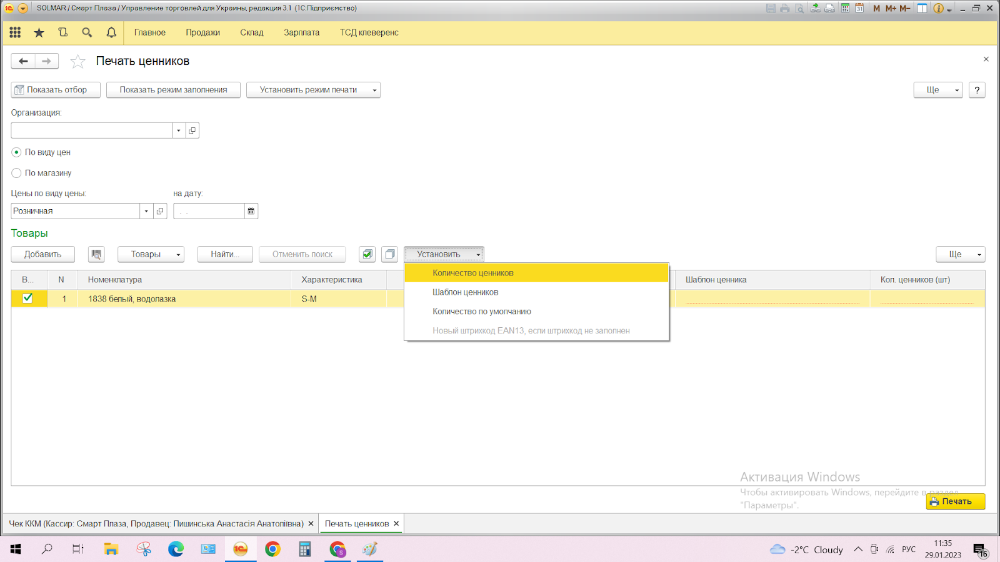 SOLMAR / Смарт Плаза / Управление торговлей для Украины, редакция 3.1 (1С:Підприємство)
M M+ M-
Главное Продажи Склад Зарплата ТСД клеверенс
Печать ценников
Показать отбор Показать режим заполнения Установить режим печати Ще ?
Организация:
По виду цен
По магазину
Цены по виду цены: на дату:
Розничная . .
Товары
Добавить Товары Найти... Отменить поиск Установить Ще
В... N Номенклатура Характеристика Шаблон ценника Кол. ценников (шт)
1 1838 белый, водолазка S-M
Количество ценников
Шаблон ценников
Количество по умолчанию
Новый штрихкод EAN13, если штрихкод не заполнен
Активация Windows
Чтобы активировать Windows, перейдите в раздел
"Параметры".
Печать
Чек ККМ (Кассир: Смарт Плаза, Продавец: Пишинська Анастасія Анатоліївна) Печать ценников
-2°C Cloudy РУС 11:35
29.01.2023 16